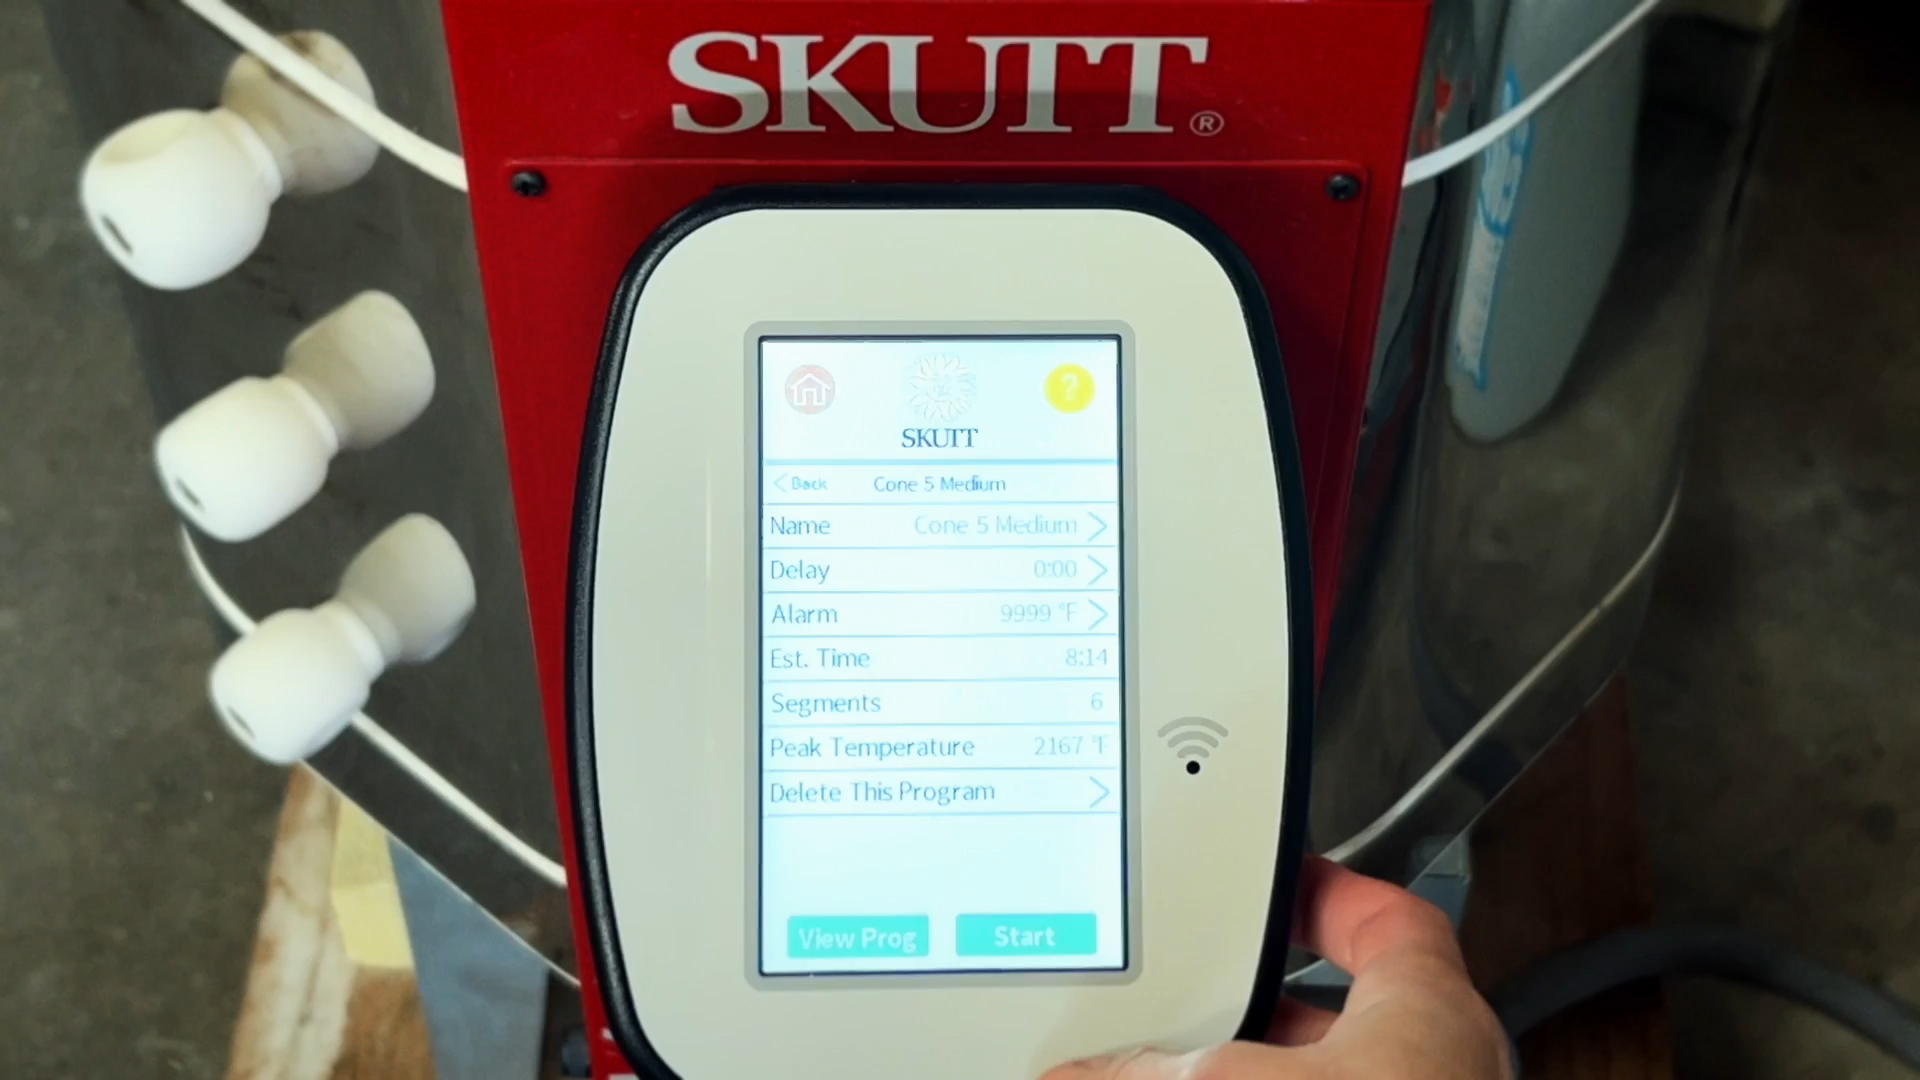 SKUTT®
?
SKUTT
< Back Cone 5 Medium
Name Cone 5 Medium >
Delay 0:00 >
Alarm 9999 °F >
Est. Time 8:14
Segments 6
Peak Temperature 2167 °F
Delete This Program >
View Prog Start